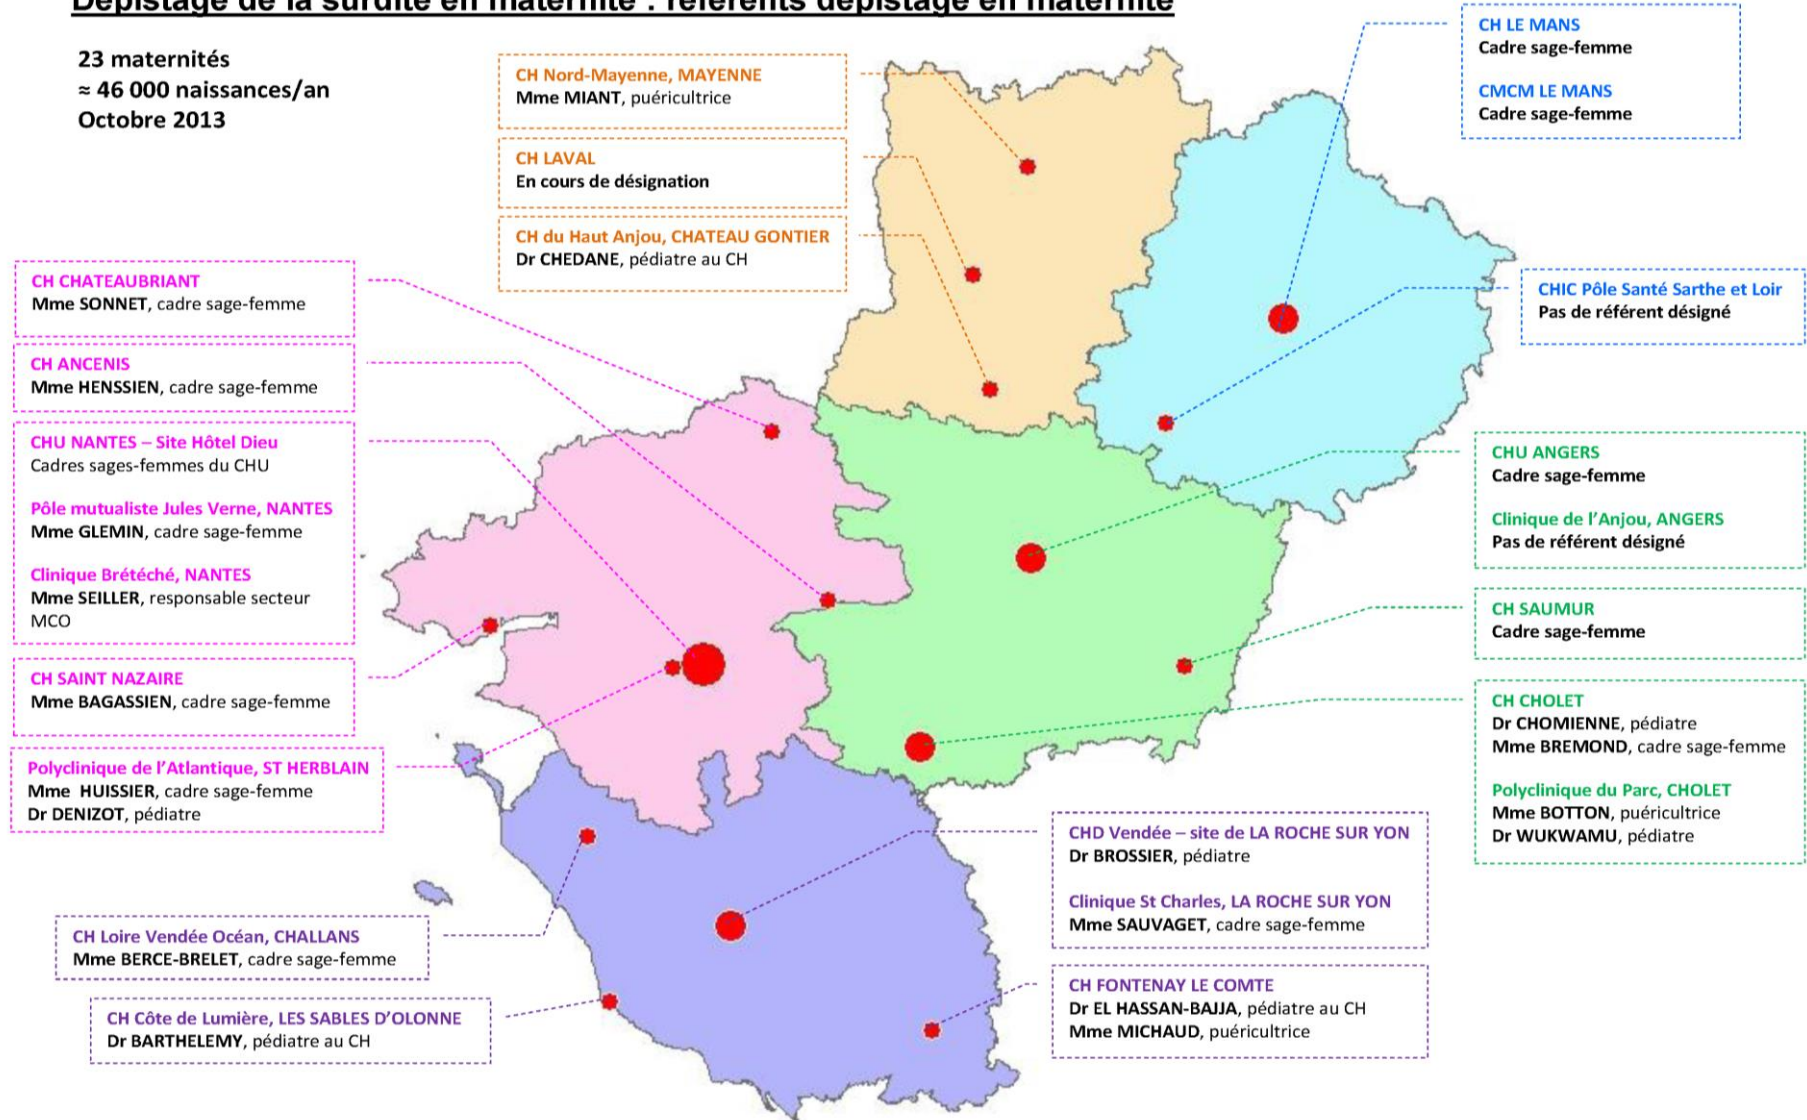 Dépistage de la surdité en maternité : référents dépistage en maternité
23 maternités
≈ 46 000 naissances/an
Octobre 2013
CH Nord-Mayenne, MAYENNE
Mme MIANT, puéricultrice
CH LAVAL
En cours de désignation
CH du Haut Anjou, CHATEAU GONTIER
Dr CHEDANE, pédiatre au CH
CH LE MANS
Cadre sage-femme
CMCM LE MANS
Cadre sage-femme
CHIC Pôle Santé Sarthe et Loir
Pas de référent désigné
CH CHATEAUBRIANT
Mme SONNET, cadre sage-femme
CH ANCENIS
Mme HENSSIEN, cadre sage-femme
CHU NANTES – Site Hôtel Dieu
Cadres sages-femmes du CHU
Pôle mutualiste Jules Verne, NANTES
Mme GLEMIN, cadre sage-femme
Clinique Brétéché, NANTES
Mme SEILLER, responsable secteur
MCO
CH SAINT NAZAIRE
Mme BAGASSIEN, cadre sage-femme
Polyclinique de l'Atlantique, ST HERBLAIN
Mme HUISSIER, cadre sage-femme
Dr DENIZOT, pédiatre
CHU ANGERS
Cadre sage-femme
Clinique de l'Anjou, ANGERS
Pas de référent désigné
CH SAUMUR
Cadre sage-femme
CH CHOLET
Dr CHOMIENNE, pédiatre
Mme BREMOND, cadre sage-femme
Polyclinique du Parc, CHOLET
Mme BOTTON, puéricultrice
Dr WUKWAMU, pédiatre
CHD Vendée – site de LA ROCHE SUR YON
Dr BROSSIER, pédiatre
Clinique St Charles, LA ROCHE SUR YON
Mme SAUVAGET, cadre sage-femme
CH Loire Vendée Océan, CHALLANS
Mme BERCE-BRELET, cadre sage-femme
CH Côte de Lumière, LES SABLES D'OLONNE
Dr BARTHELEMY, pédiatre au CH
CH FONTENAY LE COMTE
Dr EL HASSAN-BAJJA, pédiatre au CH
Mme MICHAUD, puéricultrice